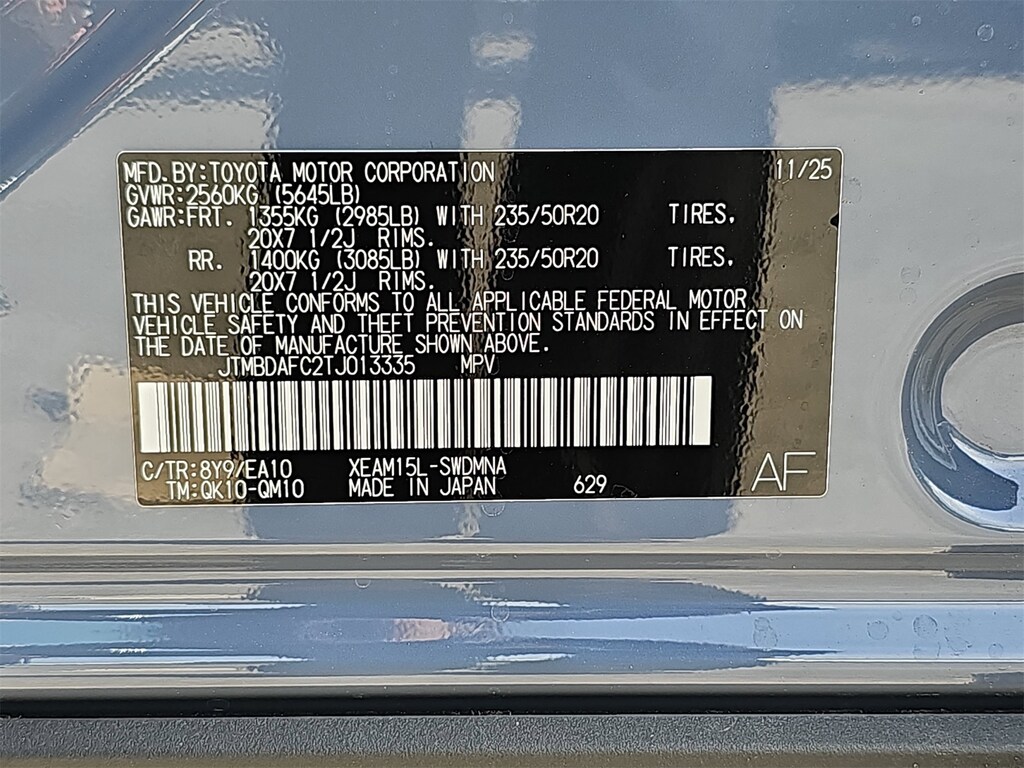 MFD.BY:TOYOTA MOTOR CORPORATION 11/25
GVWR:2560KG (5645LB)
GAWR:FRT. 1355KG (2985LB) WITH 235/50R20 TIRES,
20X7 1/2J RIMS.
RR. 1400KG (3085LB) WITH 235/50R20 TIRES,
20X7 1/2J RIMS.
THIS VEHICLE CONFORMS TO ALL APPLICABLE FEDERAL MOTOR
VEHICLE SAFETY AND THEFT PREVENTION STANDARDS IN EFFECT ON
THE DATE OF MANUFACTURE SHOWN ABOVE.
JTMBDAFC2TJ013335 MPV
C/TR:8Y9/EA10 XEAM15L-SWDMNA
TM:QK10-QM10 MADE IN JAPAN 629 AF